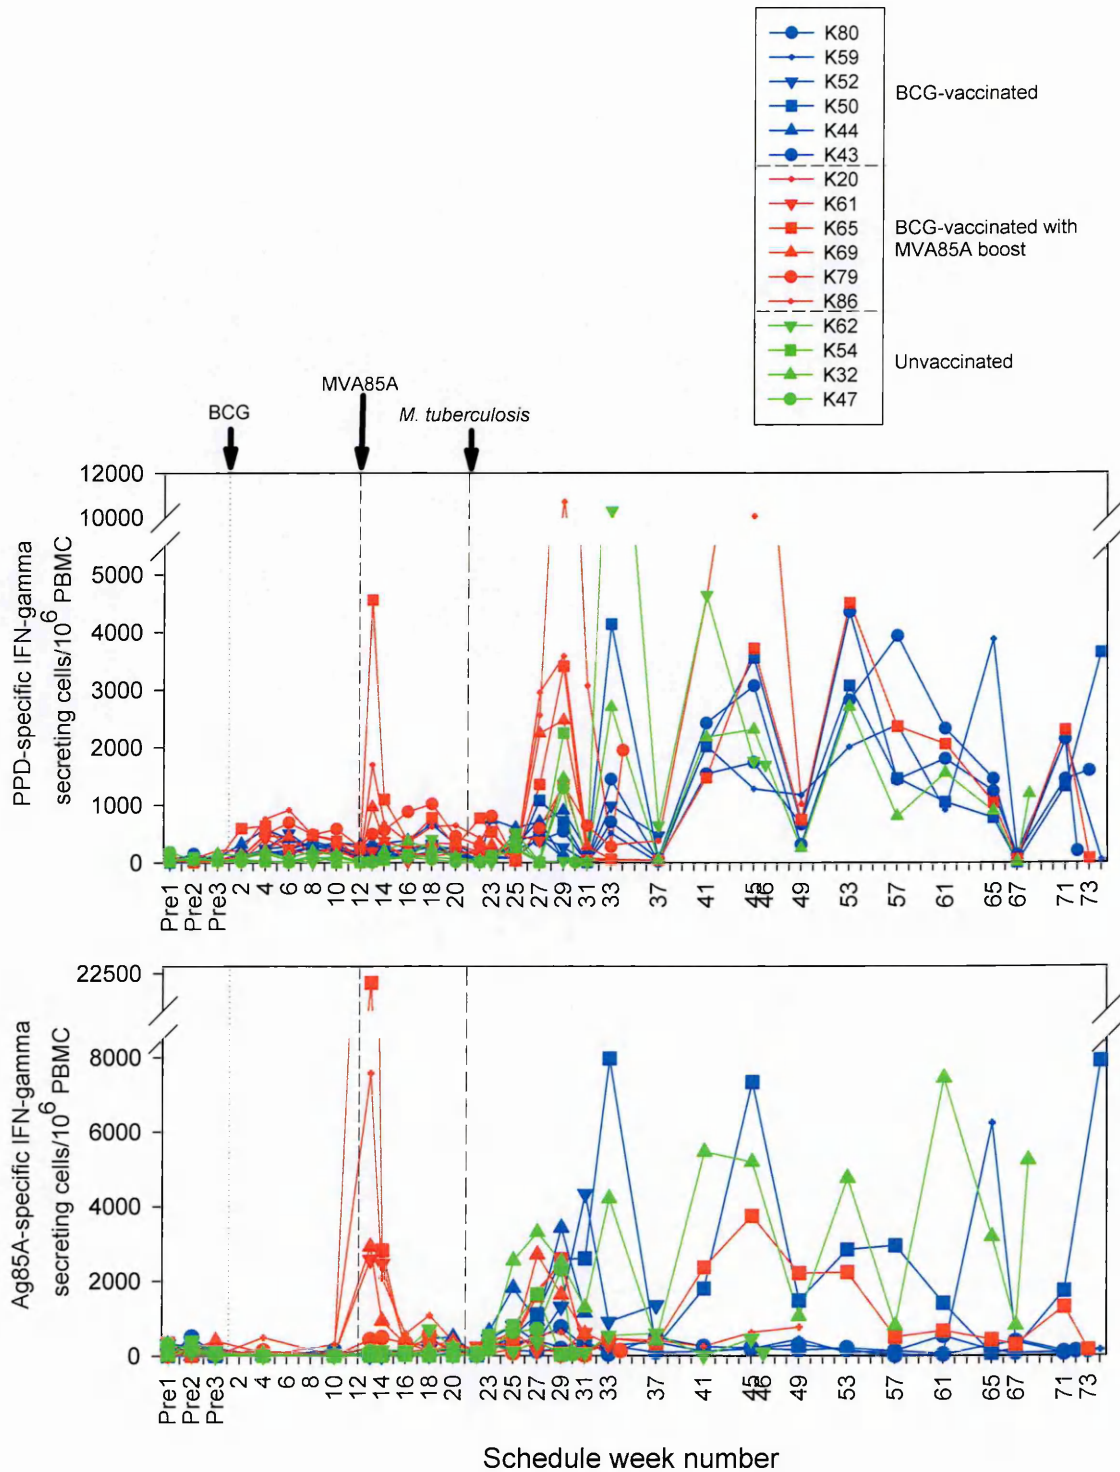 K80
K59
K52
K50
K44
K43
BCG-vaccinated
K20
K61
K65
K69
K79
K86
BCG-vaccinated with
MVA85A boost
K62
K54
K32
K47
Unvaccinated
BCG
MVA85A
M. tuberculosis
PPD-specific IFN-gamma
secreting cells/10^6 PBMC
12000
10000
5000
4000
3000
2000
1000
0
Pre1 Pre2 Pre3 2 4 6 8 10 12 14 16 18 20 23 25 27 29 31 33 37 41 45 46 49 53 57 61 65 67 71 73
Ag85A-specific IFN-gamma
secreting cells/10^6 PBMC
22500
8000
6000
4000
2000
0
Pre1 Pre2 Pre3 2 4 6 8 10 12 14 16 18 20 23 25 27 29 31 33 37 41 45 46 49 53 57 61 65 67 71 73
Schedule week number